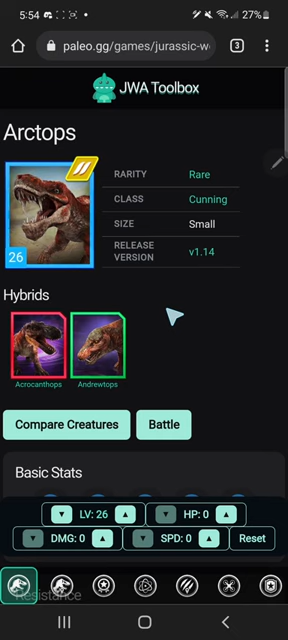 5:54
27%
paleo.gg/games/jurassic-w
3
JWA Toolbox
Arctops
26
RARITY Rare
CLASS Cunning
SIZE Small
RELEASE VERSION v1.14
Hybrids
Acrocanthops Andrewtops
Compare Creatures Battle
Basic Stats
LV: 26 HP: 0
DMG: 0 SPD: 0 Reset
Resistance